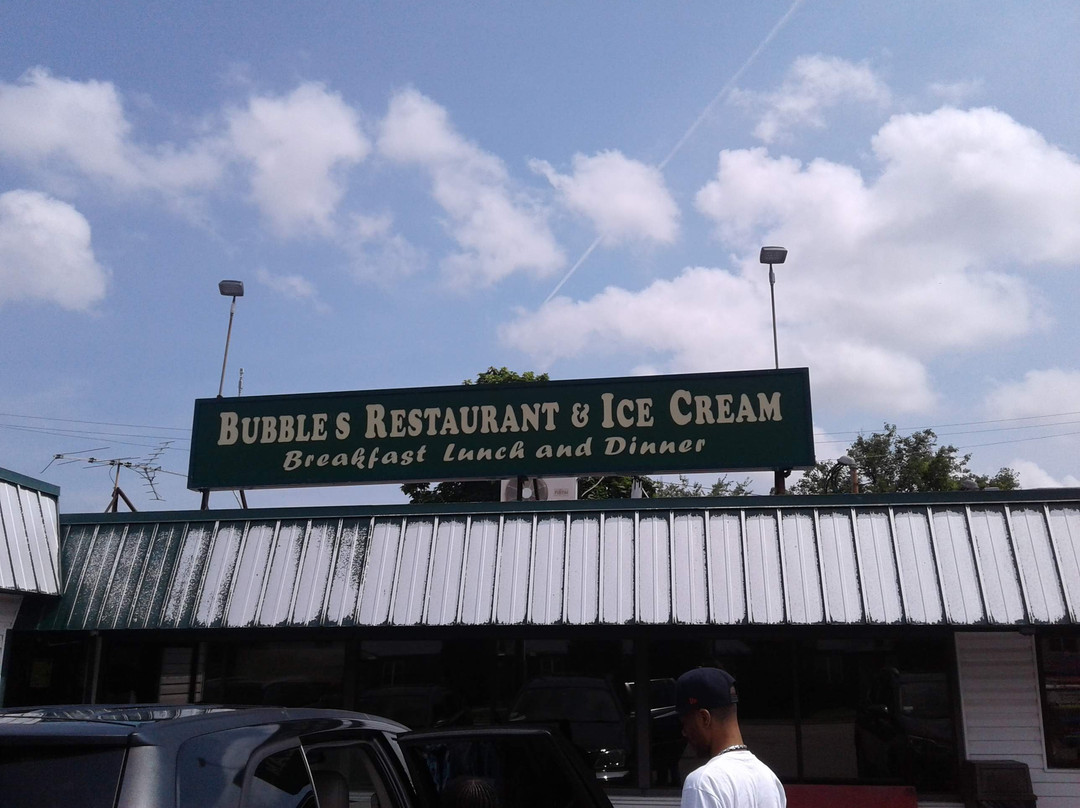 BUBBLE S RESTAURANT & ICE CREAM
Breakfast Lunch and Dinner